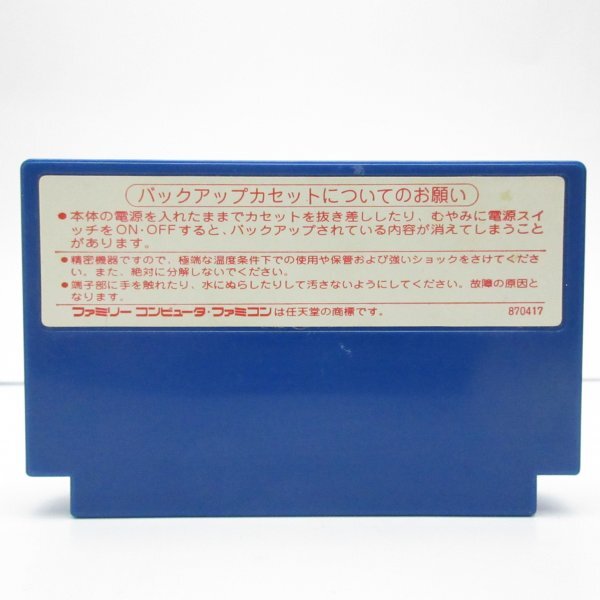 バックアップカセットについてのお願い
●本体の電源を入れたままでカセットを抜き差ししたり、むやみに電源スイ
ッチをON・OFFすると、バックアップされている内容が消えてしまうこと
があります。
●精密機器ですので、極端な温度条件下での使用や保管および強いショックをさけてくださ
い。また、絶対に分解しないでください。
●端子部に手を触れたり、水にぬらしたりして汚さないようにしてください。故障の原因と
なります。
ファミリーコンピュータ・ファミコンは任天堂の商標です。 870417